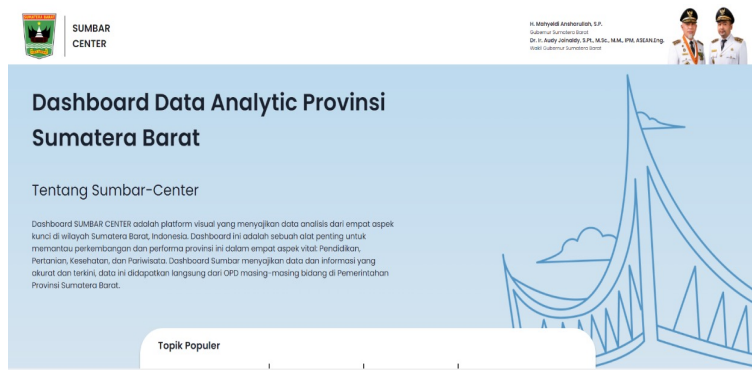 SUMATERA BARAT
SUMBAR
CENTER
H. Mahyeldi Ansharullah, S.P.
Gubernur Sumatera Barat
Dr. Ir. Audy Joinaldy, S.Pt., M.Sc., M.M., IPM, ASEAN.Eng.
Wakil Gubernur Sumatera Barat
Dashboard Data Analytic Provinsi
Sumatera Barat
Tentang Sumbar-Center
Dashboard SUMBAR CENTER adalah platform visual yang menyajikan data analisis dari empat aspek
kunci di wilayah Sumatera Barat, Indonesia. Dashboard ini adalah sebuah alat penting untuk
memantau perkembangan dan performa provinsi ini dalam empat aspek vital: Pendidikan,
Pertanian, Kesehatan, dan Pariwisata. Dashboard Sumbar menyajikan data dan informasi yang
akurat dan terkini, data ini didapatkan langsung dari OPD masing-masing bidang di Pemerintahan
Provinsi Sumatera Barat.
Topik Populer